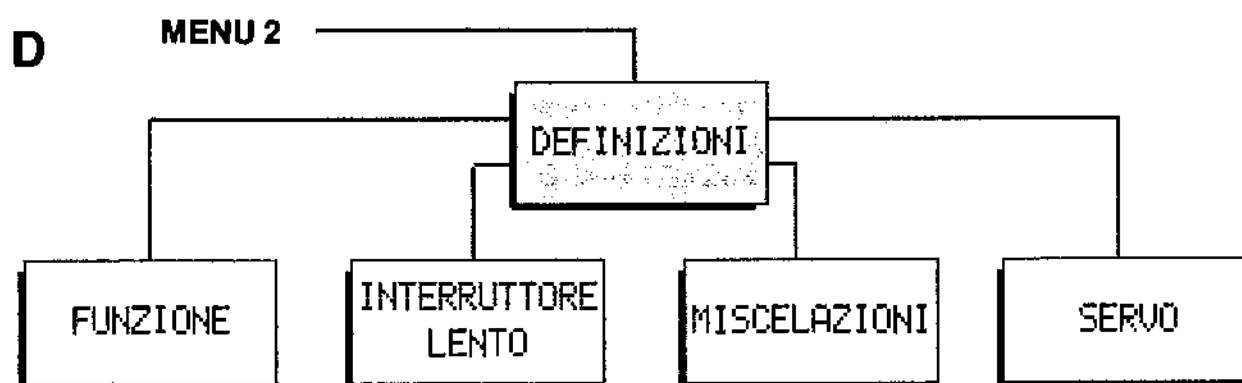 D
MENU 2
DEFINIZIONI
FUNZIONE
INTERRUTTORE
LENTO
MISCELAZIONI
SERVO